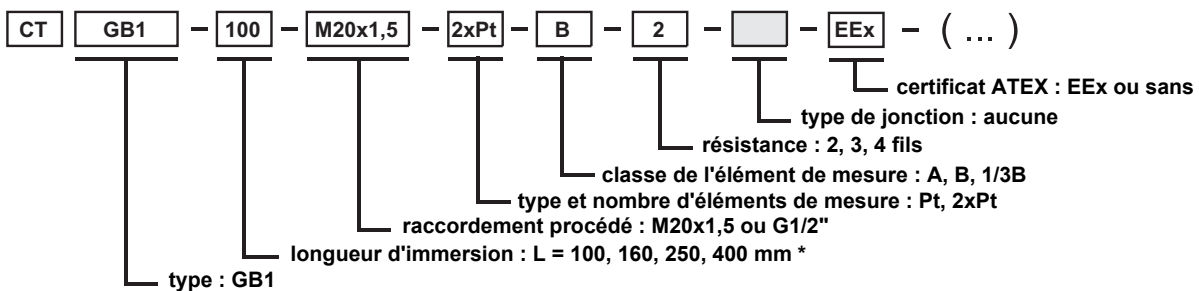 CT GB1 – 100 – M20x1,5 – 2xPt – B – 2 – – EEx – ( ... )
certificat ATEX : EEx ou sans
type de jonction : aucune
résistance : 2, 3, 4 fils
classe de l'élément de mesure : A, B, 1/3B
type et nombre d'éléments de mesure : Pt, 2xPt
raccordement procédé : M20x1,5 ou G1/2"
longueur d'immersion : L = 100, 160, 250, 400 mm *
type : GB1